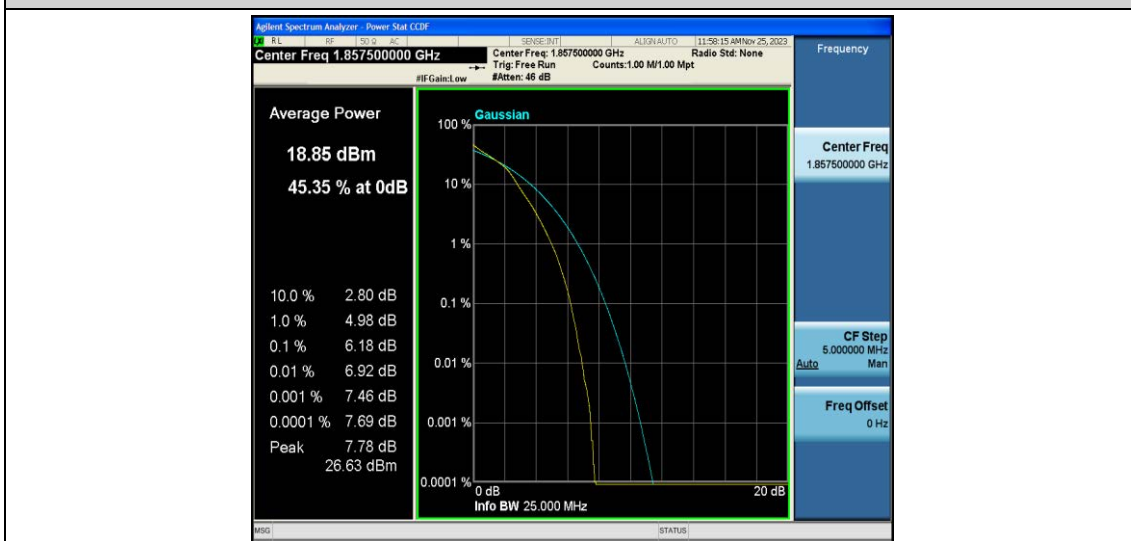 Agilent Spectrum Analyzer - Power Stat CCDF
RL RF 50 Ω AC SENSE:INT ALIGN AUTO 11:58:15 AM Nov 25, 2023
Center Freq 1.857500000 GHz
Center Freq: 1.857500000 GHz Radio Std: None
Trig: Free Run Counts:1.00 M/1.00 Mpt
#IFGain:Low #Atten: 46 dB
Frequency
Average Power
18.85 dBm
45.35 % at 0dB
10.0 % 2.80 dB
1.0 % 4.98 dB
0.1 % 6.18 dB
0.01 % 6.92 dB
0.001 % 7.46 dB
0.0001 % 7.69 dB
Peak 7.78 dB
26.63 dBm
Gaussian
100 %
10 %
1 %
0.1 %
0.01 %
0.001 %
0.0001 %
0 dB 20 dB
Info BW 25.000 MHz
Center Freq
1.857500000 GHz
CF Step
5.000000 MHz
Auto Man
Freq Offset
0 Hz
MSG STATUS